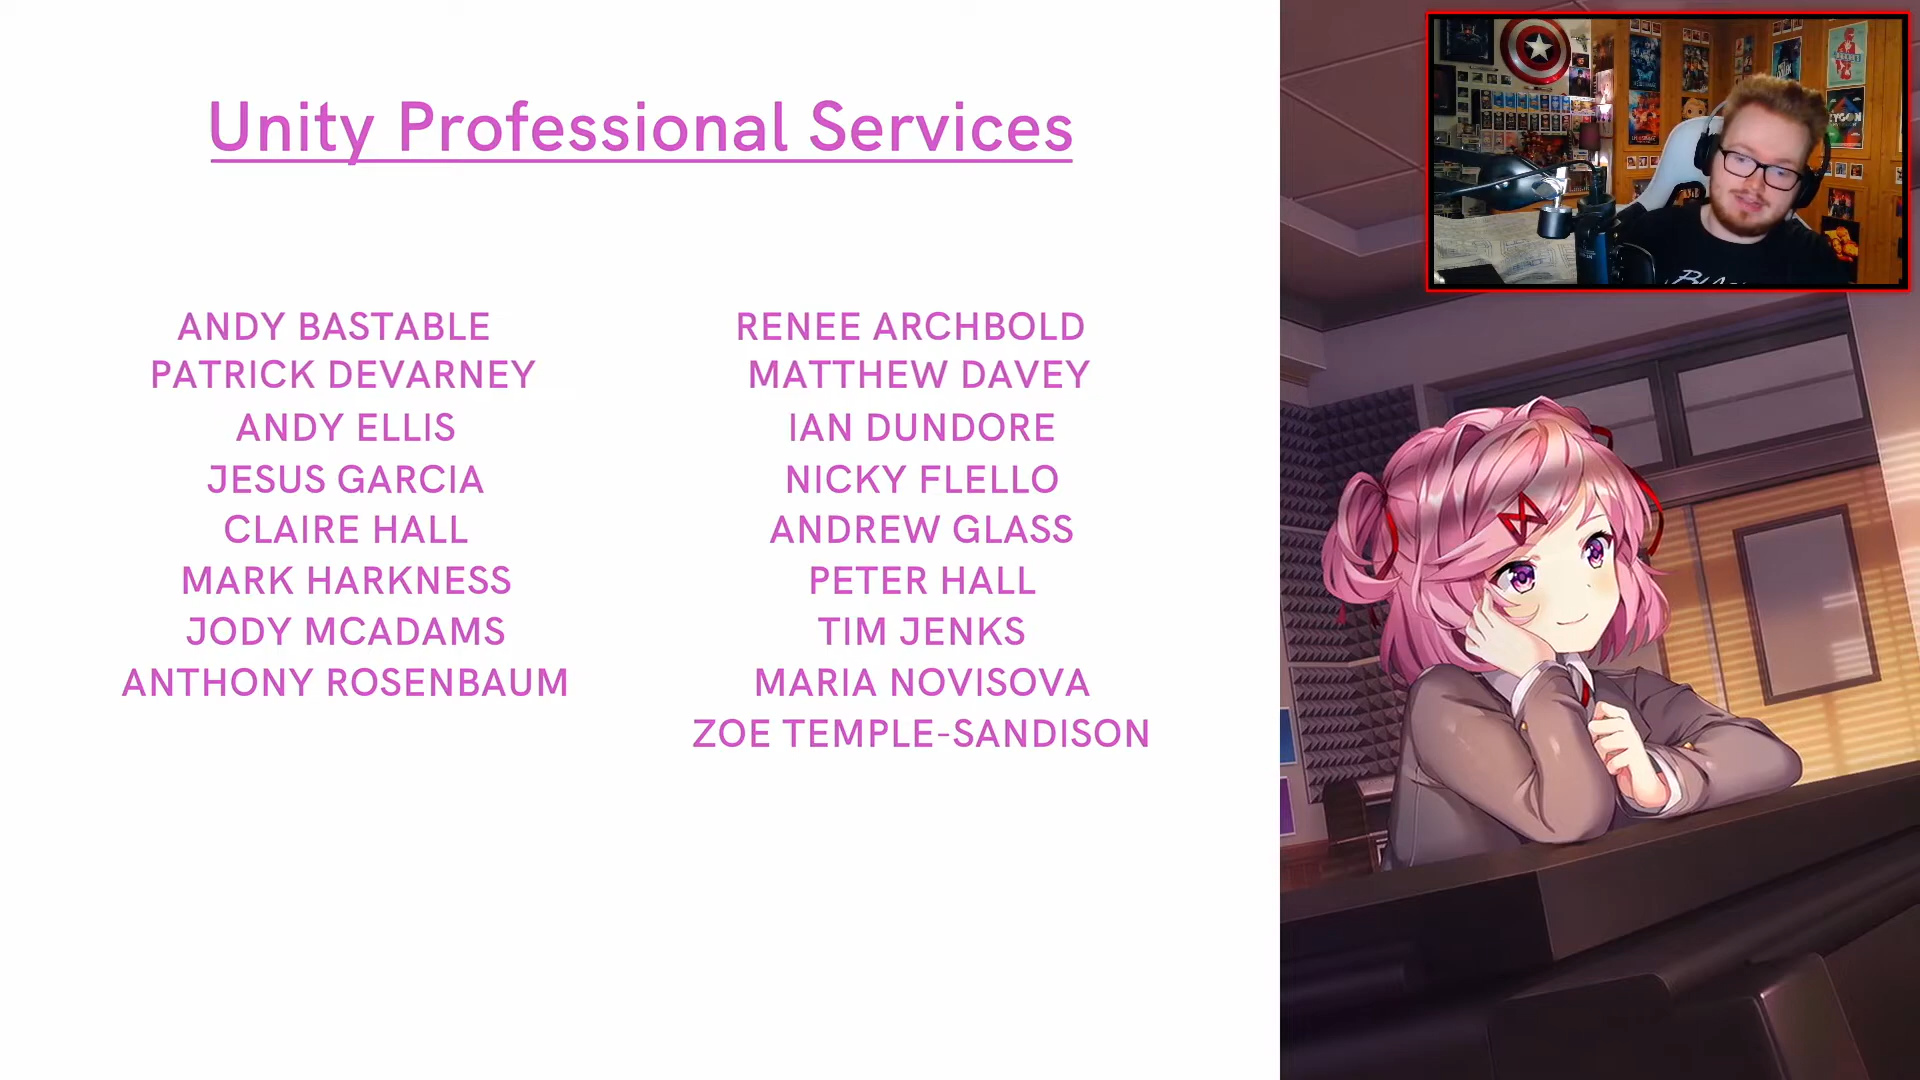 Unity Professional Services
ANDY BASTABLE
PATRICK DEVARNEY
ANDY ELLIS
JESUS GARCIA
CLAIRE HALL
MARK HARKNESS
JODY MCADAMS
ANTHONY ROSENBAUM
RENEE ARCHBOLD
MATTHEW DAVEY
IAN DUNDORE
NICKY FLELLO
ANDREW GLASS
PETER HALL
TIM JENKS
MARIA NOVISOVA
ZOE TEMPLE-SANDISON